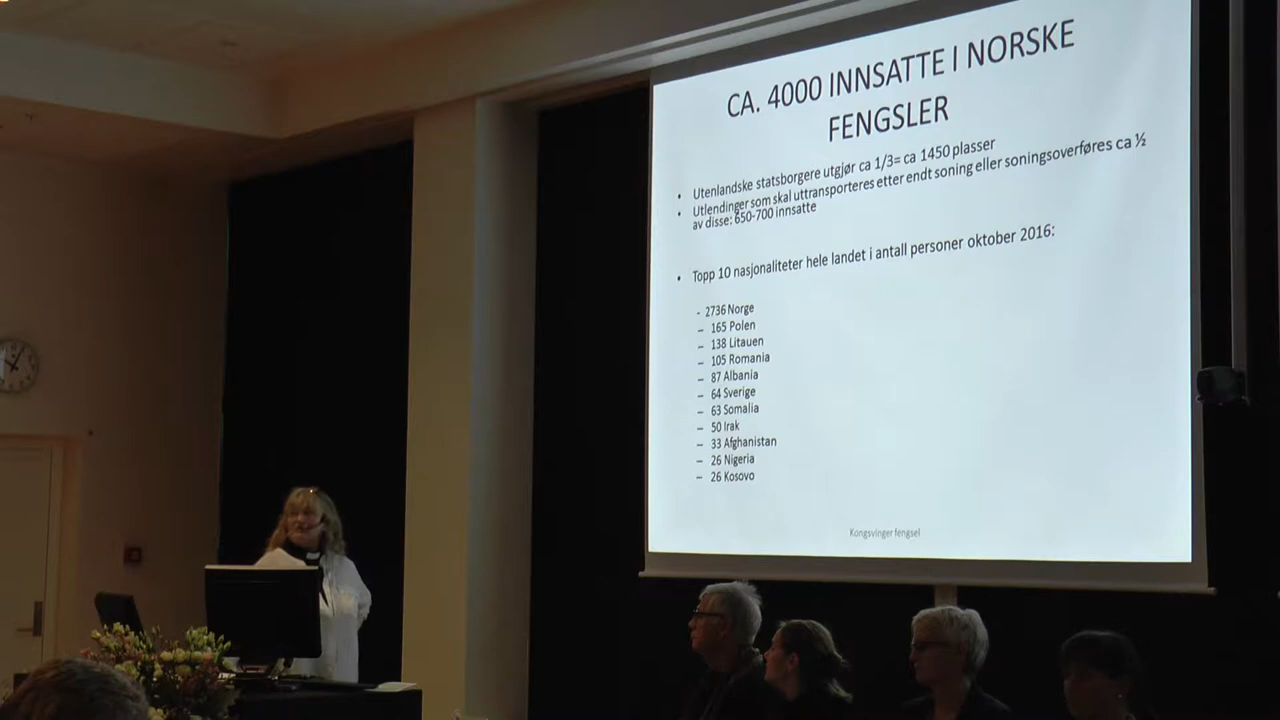 CA. 4000 INNSATTE I NORSKE
FENGSLER
• Utenlandske statsborgere utgjør ca 1/3= ca 1450 plasser
• Utlendinger som skal uttransporteres etter endt soning eller soningsoverføres ca ½
av disse: 650-700 innsatte
• Topp 10 nasjonaliteter hele landet i antall personer oktober 2016:
- 2736 Norge
– 165 Polen
– 138 Litauen
– 105 Romania
– 87 Albania
– 64 Sverige
– 63 Somalia
– 50 Irak
– 33 Afghanistan
– 26 Nigeria
– 26 Kosovo
Kongsvinger fengsel